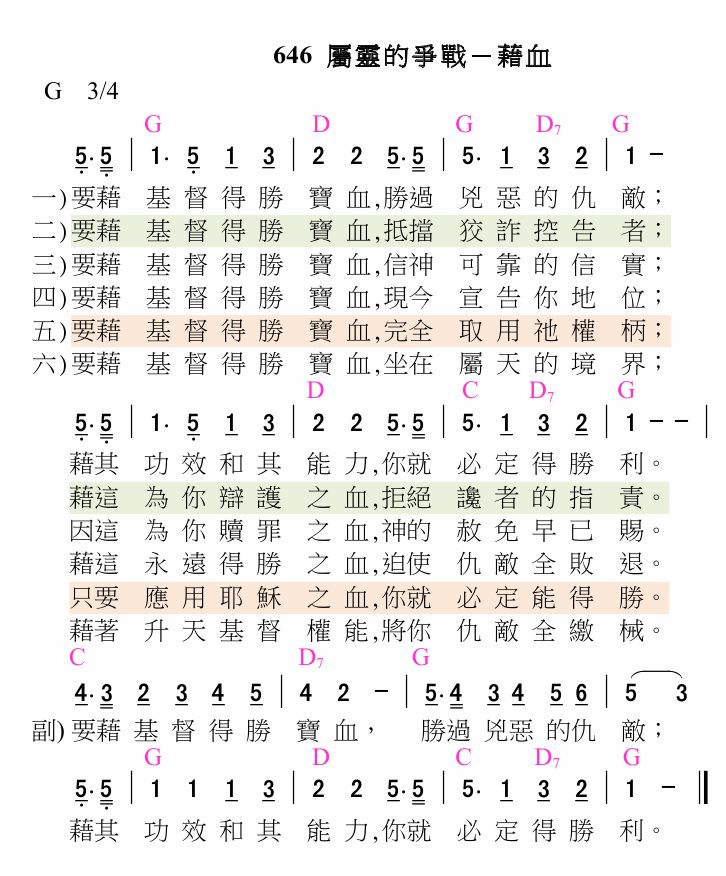 646 屬靈的爭戰－藉血
G 3/4
G D G D7 G
5· 5 | 1· 5 1 3 | 2 2 5· 5 | 5· 1 3 2 | 1 －
一) 要藉 基 督 得 勝 寶 血,勝過 兇 惡 的 仇 敵；
二) 要藉 基 督 得 勝 寶 血,抵擋 狡 詐 控 告 者；
三) 要藉 基 督 得 勝 寶 血,信神 可 靠 的 信 實；
四) 要藉 基 督 得 勝 寶 血,現今 宣 告 你 地 位；
五) 要藉 基 督 得 勝 寶 血,完全 取 用 祂 權 柄；
六) 要藉 基 督 得 勝 寶 血,坐在 屬 天 的 境 界；
D C D7 G
5· 5 | 1· 5 1 3 | 2 2 5· 5 | 5· 1 3 2 | 1 － － |
藉其 功 效 和 其 能 力,你就 必 定 得 勝 利。
藉這 為 你 辯 護 之 血,拒絕 讒 者 的 指 責。
因這 為 你 贖 罪 之 血,神的 赦 免 早 已 賜。
藉這 永 遠 得 勝 之 血,迫使 仇 敵 全 敗 退。
只要 應 用 耶 穌 之 血,你就 必 定 能 得 勝。
藉著 升 天 基 督 權 能,將你 仇 敵 全 繳 械。
C D7 G
4· 3 2 3 4 5 | 4 2 － | 5· 4 3 4 5 6 | 5 3
副) 要藉 基 督 得 勝 寶 血， 勝過 兇惡 的仇 敵；
G D C D7 G
5· 5 | 1 1 1 3 | 2 2 5· 5 | 5· 1 3 2 | 1 － ‖
藉其 功 效 和 其 能 力,你就 必 定 得 勝 利。